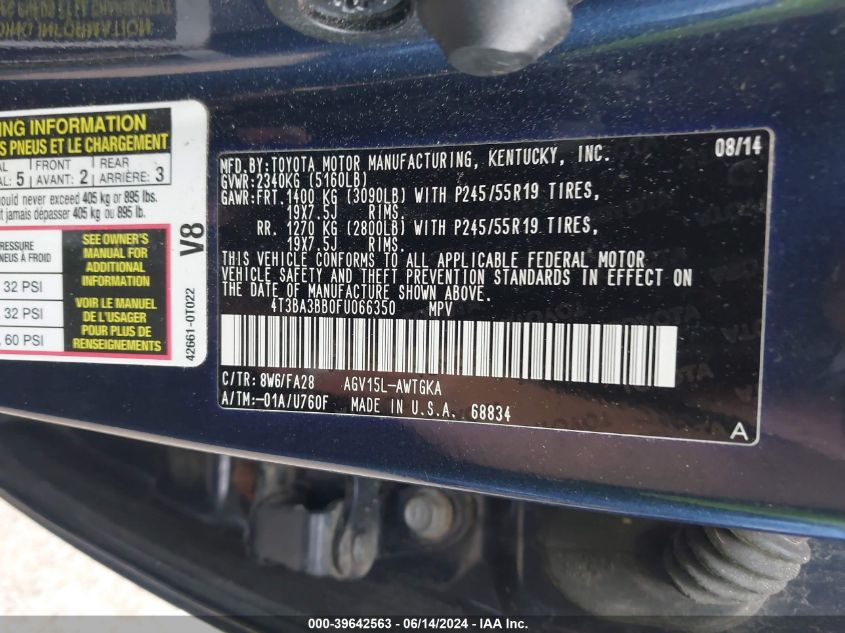 NG INFORMATION
S PNEUS ET LE CHARGEMENT
AL 5 FRONT AVANT: 2 REAR ARRIÈRE: 3
ould never exceed 405 kg or 895 lbs.
t jamais dépasser 405 kg ou 895 lb.
RESSURE
NEUS À FROID
SEE OWNER'S
MANUAL FOR
ADDITIONAL
INFORMATION
32 PSI
32 PSI
60 PSI
VOIR LE MANUEL
DE L'USAGER
POUR PLUS DE
RENSEIGNEMENTS
V8
42661-0T022
08/14
MFD.BY:TOYOTA MOTOR MANUFACTURING, KENTUCKY, INC.
GVWR:2340KG (5160LB)
GAWR:FRT.1400 KG (3090LB) WITH P245/55R19 TIRES,
19X7.5J RIMS.
RR. 1270 KG (2800LB) WITH P245/55R19 TIRES,
19X7.5J RIMS.
THIS VEHICLE CONFORMS TO ALL APPLICABLE FEDERAL MOTOR
VEHICLE SAFETY AND THEFT PREVENTION STANDARDS IN EFFECT ON
THE DATE OF MANUFACTURE SHOWN ABOVE.
4T3BA3BB0FU066350 MPV
C/TR: 8W6/FA28 AGV15L-AWTGKA
A/TM:-01A/U760F MADE IN U.S.A. 68834
A
000-39642563 - 06/14/2024 - IAA Inc.